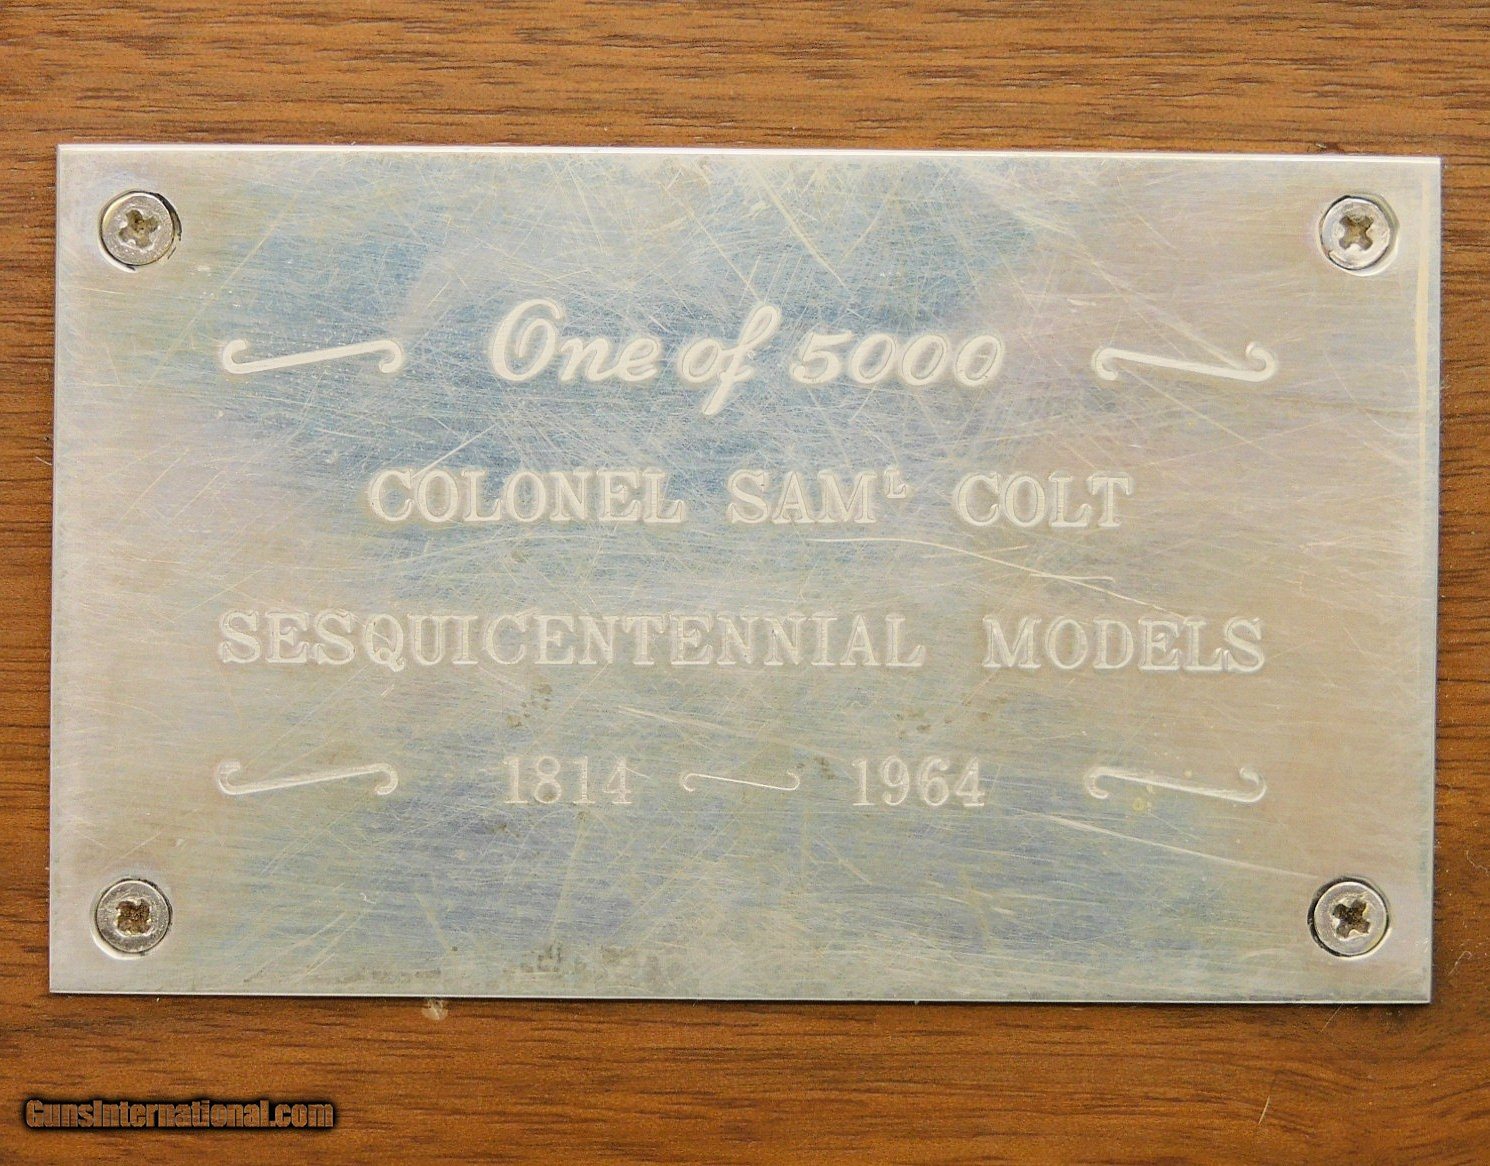 One of 5000
COLONEL SAMᴸ COLT
SESQUICENTENNIAL MODELS
1814 ~ 1964
GunsInternational.com